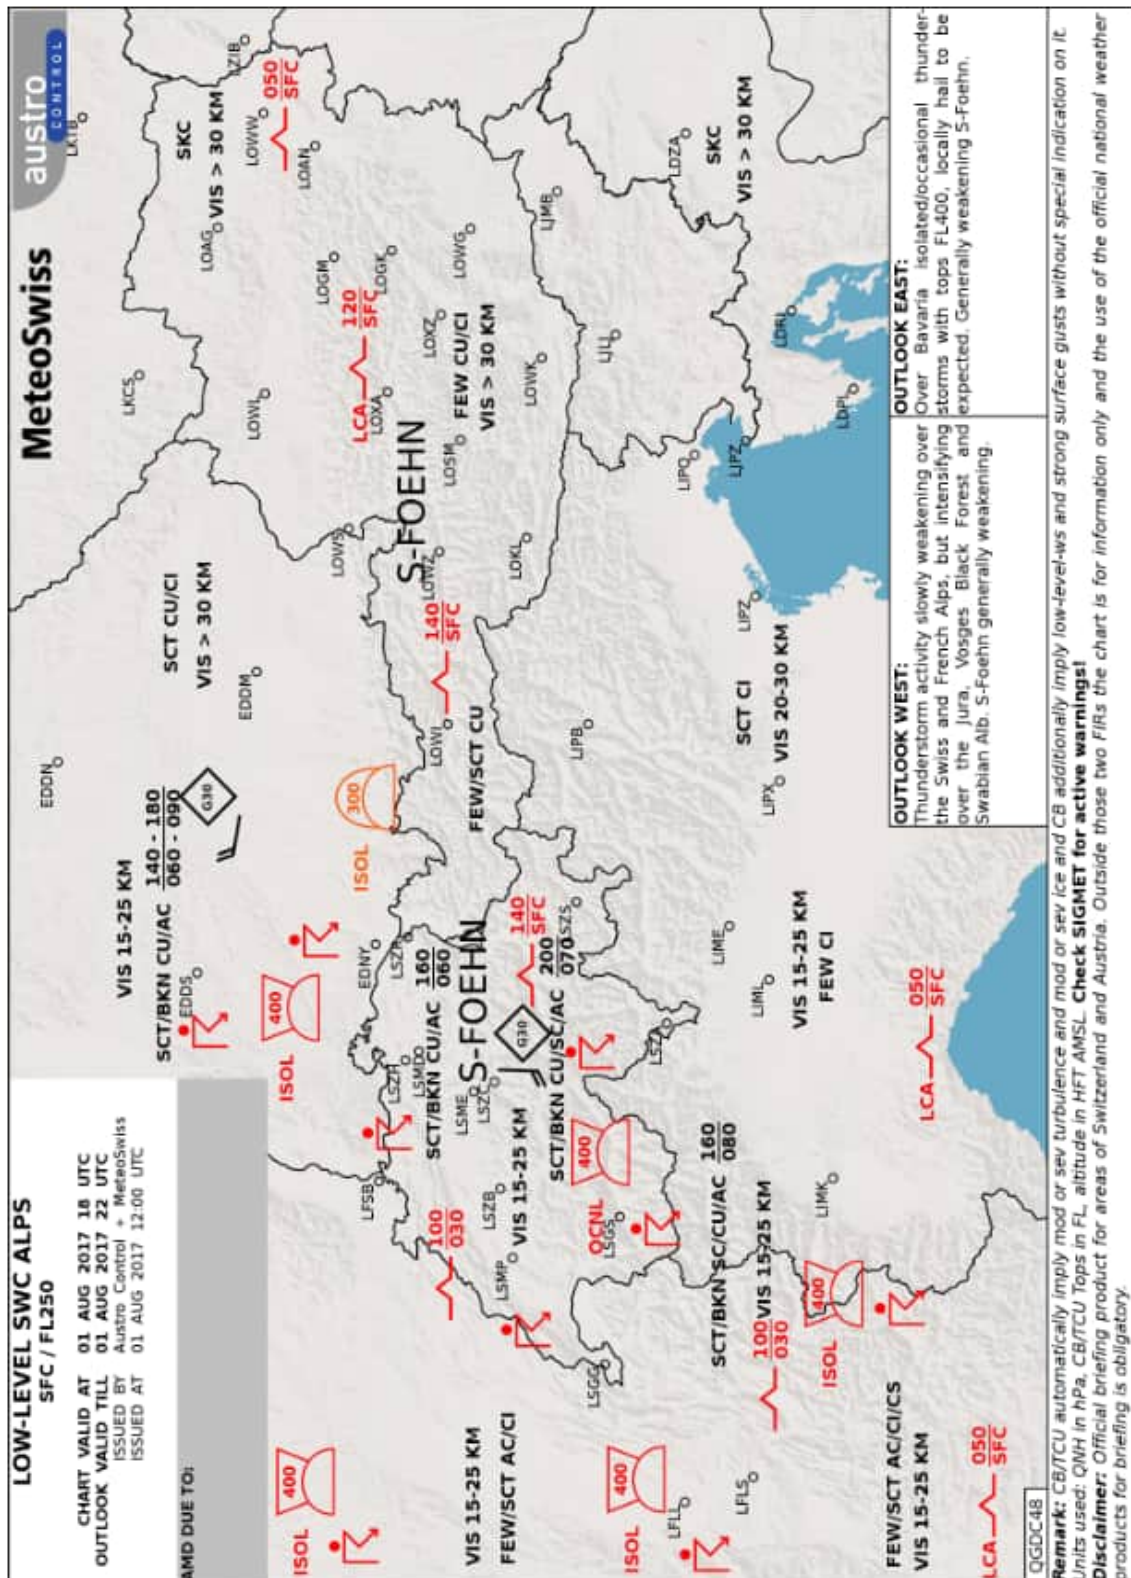 LOW-LEVEL SWC ALPS
SFC / FL250
CHART VALID AT 01 AUG 2017 18 UTC
OUTLOOK VALID TILL 01 AUG 2017 22 UTC
ISSUED BY Austro Control + MeteoSwiss
ISSUED AT 01 AUG 2017 12:00 UTC
AMD DUE TO:
MeteoSwiss
austro
CONTROL
EDDN
LKCS
LKTB
VIS 15-25 KM
SCT/BKN CU/AC
140 - 180
060 - 090
G30
SCT CU/CI
VIS > 30 KM
SKC
VIS > 30 KM
LZIB
LOAG
LOWW
050
SFC
LOAN
EDDS
EDDM
LOWL
ISOL
400
ISOL
400
ISOL
300
LOWS
LCA
120
SFC
LOXA
LOGM
LOGK
LFSB
EDNY
LSZR
LSZH
LSMD
LSME
LSZC
SCT/BKN CU/AC
160
060
S-FOEHN
S-FOEHN
LOWI
140
SFC
LOWZ
LOSM
LOXZ
LOWG
FEW CU/CI
VIS > 30 KM
VIS 15-25 KM
FEW/SCT AC/CI
100
030
LSZB
LSMP
VIS 15-25 KM
G30
140
SFC
FEW/SCT CU
LOKL
LOWK
LJMB
SCT/BKN CU/SC/AC
200
070
LSZS
LIPB
LJLJ
LSGG
OCNL
400
LSGS
ISOL
400
LFLL
LFLS
SCT/BKN SC/CU/AC
160
080
VIS 15-25 KM
100
030
LIME
LIML
LIPQ
LIPZ
LDZA
SKC
VIS > 30 KM
SCT CI
VIS 20-30 KM
LIPX
LJPZ
LDRI
LDPL
VIS 15-25 KM
FEW CI
LIMK
ISOL
400
FEW/SCT AC/CI/CS
VIS 15-25 KM
LCA
050
SFC
LCA
050
SFC
QGDC48
OUTLOOK WEST:
Thunderstorm activity slowly weakening over
the Swiss and French Alps, but intensifying
over the Jura, Vosges Black Forest and
Swabian Alb. S-Foehn generally weakening.
OUTLOOK EAST:
Over Bavaria isolated/occasional thunder-
storms with tops FL400, locally hail to be
expected. Generally weakening S-Foehn.
Remark: CB/TCU automatically imply mod or sev turbulence and mod or sev ice and CB additionally imply low-level-ws and strong surface gusts without special indication on it.
Units used: QNH in hPa, CB/TCU Tops in FL, altitude in HFT AMSL. Check SIGMET for active warnings!
Disclaimer: Official briefing product for areas of Switzerland and Austria. Outside those two FIRs the chart is for information only and the use of the official national weather
products for briefing is obligatory.